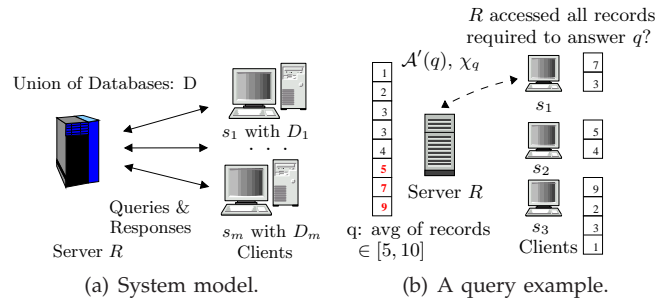 Union of Databases: D
s₁ with D₁
. . .
sₘ with Dₘ
Clients
Queries &
Responses
Server R
(a) System model.
R accessed all records
required to answer q?
𝒜′(q), χ_q
1
2
3
3
4
5
7
9
Server R
q: avg of records
∈ [5, 10]
7
3
s₁
5
4
s₂
9
2
3
1
s₃
Clients
(b) A query example.